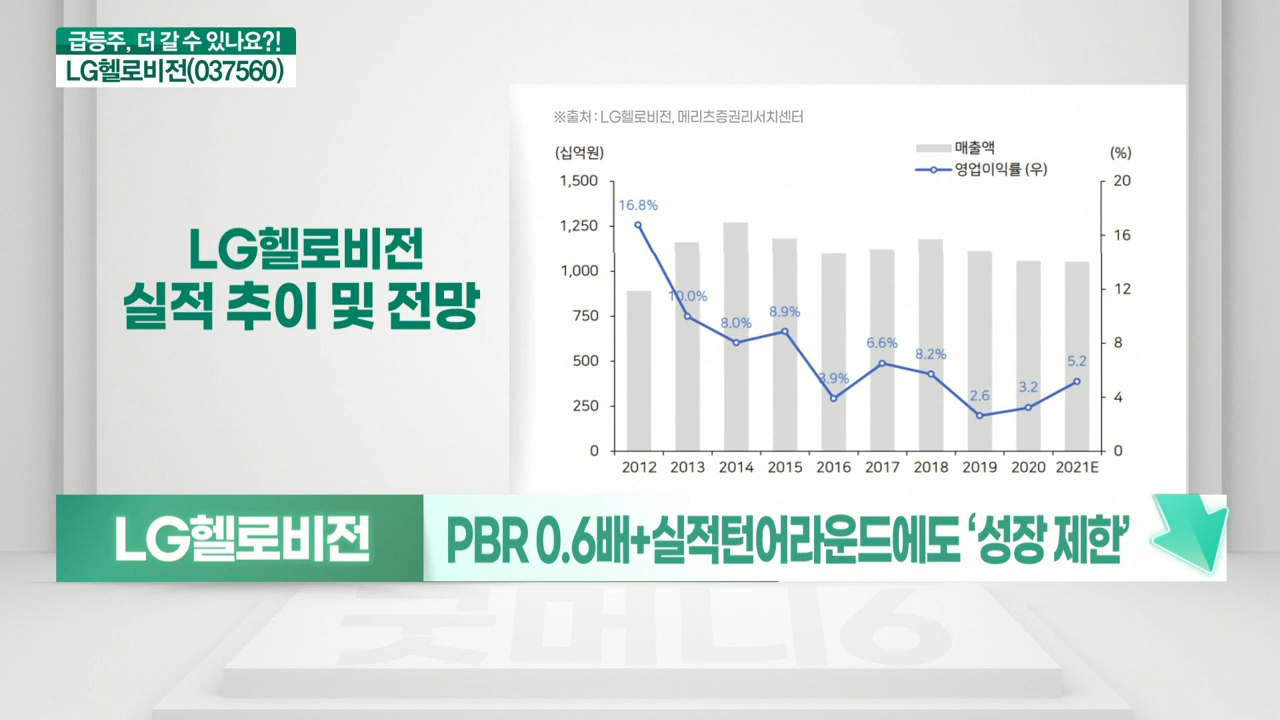 급등주, 더 갈 수 있나요?!
LG헬로비전(037560)
※출처 : LG헬로비전, 메리츠증권리서치센터
(십억원)
매출액
영업이익률 (우)
(%)
1,500
1,250
1,000
750
500
250
0
20
16
12
8
4
0
16.8%
10.0%
8.0%
8.9%
3.9%
6.6%
8.2%
2.6
3.2
5.2
2012 2013 2014 2015 2016 2017 2018 2019 2020 2021E
LG헬로비전
실적 추이 및 전망
LG헬로비전
PBR 0.6배+실적턴어라운드에도 ‘성장 제한’
굿머니6